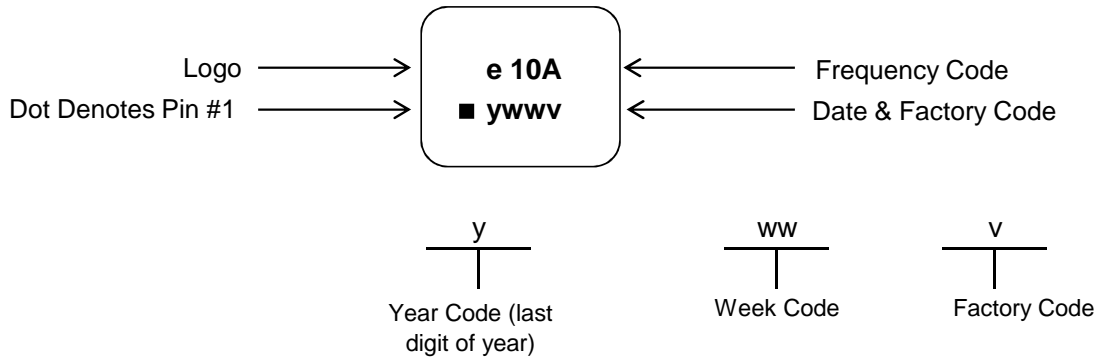 Logo
e 10A
Frequency Code
Dot Denotes Pin #1
■ ywwv
Date & Factory Code
y
ww
v
Year Code (last
digit of year)
Week Code
Factory Code